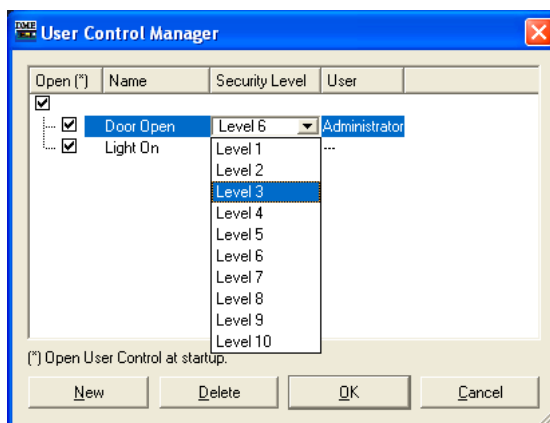 DME User Control Manager
Open (*) Name Security Level User
Door Open Level 6 Administrator
Light On Level 1 ---
Level 2
Level 3
Level 4
Level 5
Level 6
Level 7
Level 8
Level 9
Level 10
(*) Open User Control at startup.
New Delete OK Cancel